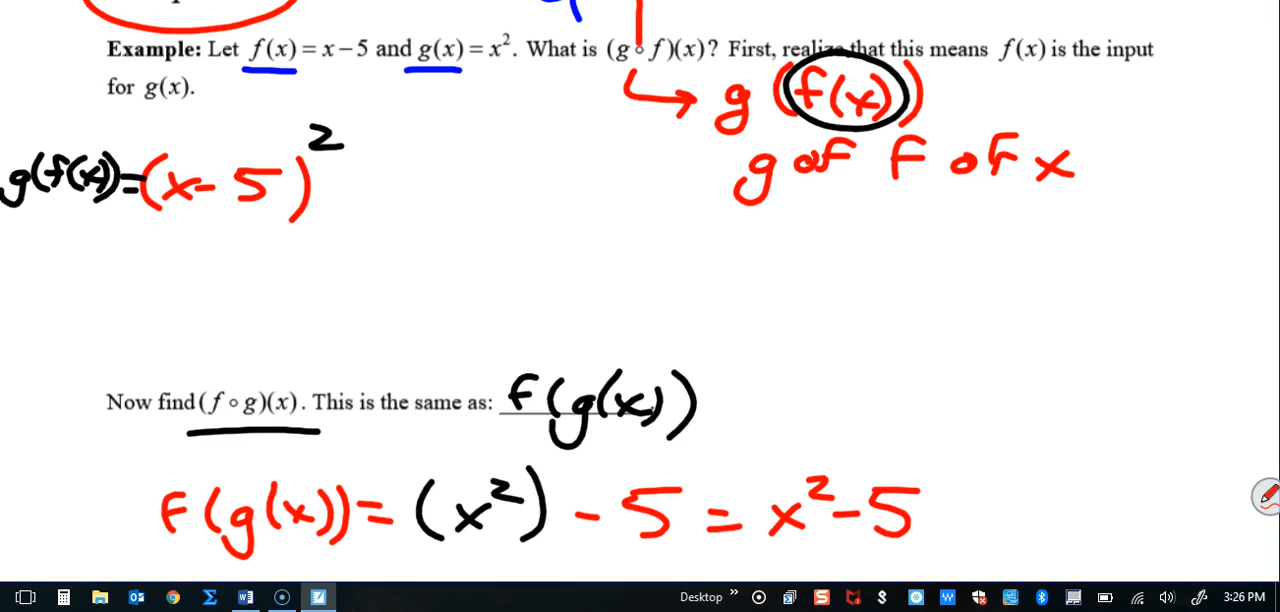 Example: Let f(x) = x − 5 and g(x) = x². What is (g ∘ f)(x)? First, realize that this means f(x) is the input
for g(x).
g(f(x))
g of f of x
g(f(x))=(x-5)²
Now find (f ∘ g)(x). This is the same as: f(g(x))
f(g(x))= (x²) - 5 = x² - 5
Desktop
3:26 PM